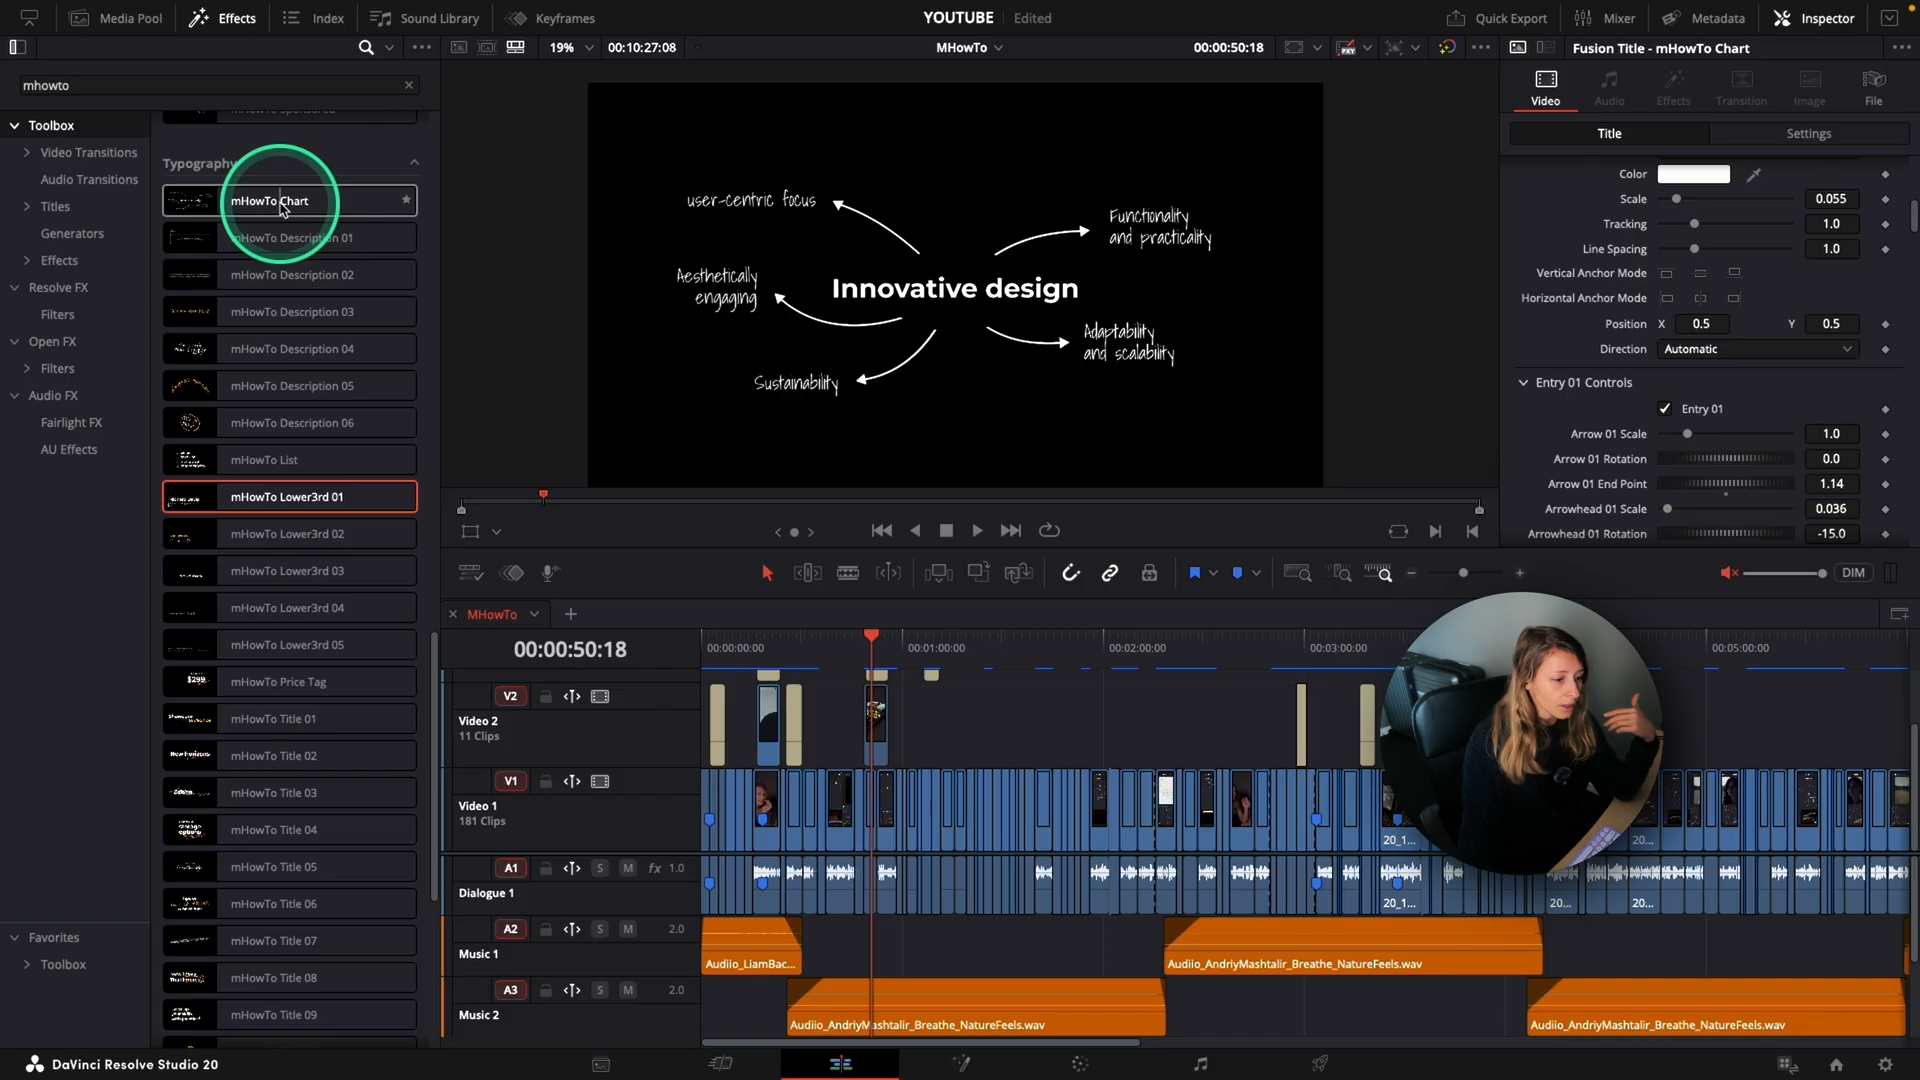 Media Pool
Effects
Index
Sound Library
Keyframes
YOUTUBE
Edited
Quick Export
Mixer
Metadata
Inspector
19%
00:10:27:08
MHowTo
00:00:50:18
Fusion Title - mHowTo Chart
mhowto
Video
Audio
Effects
Transition
Image
File
Title
Settings
Toolbox
Video Transitions
Audio Transitions
Titles
Generators
Effects
Resolve FX
Filters
Open FX
Filters
Audio FX
Fairlight FX
AU Effects
Favorites
Toolbox
mHowTo Sponsored
Typography
mHowTo Chart
mHowTo Description 01
mHowTo Description 02
mHowTo Description 03
mHowTo Description 04
mHowTo Description 05
mHowTo Description 06
mHowTo List
mHowTo Lower3rd 01
mHowTo Lower3rd 02
mHowTo Lower3rd 03
mHowTo Lower3rd 04
mHowTo Lower3rd 05
$299
mHowTo Price Tag
mHowTo Title 01
mHowTo Title 02
mHowTo Title 03
mHowTo Title 04
mHowTo Title 05
mHowTo Title 06
mHowTo Title 07
mHowTo Title 08
mHowTo Title 09
user-centric focus
Functionality
and practicality
Aesthetically
engaging
Innovative design
Adaptability
and scalability
Sustainability
Color
Scale 0.055
Tracking 1.0
Line Spacing 1.0
Vertical Anchor Mode
Horizontal Anchor Mode
Position X 0.5 Y 0.5
Direction Automatic
Entry 01 Controls
Entry 01
Arrow 01 Scale 1.0
Arrow 01 Rotation 0.0
Arrow 01 End Point 1.14
Arrowhead 01 Scale 0.036
Arrowhead 01 Rotation -15.0
DIM
MHowTo
00:00:50:18
00:00:00:00
00:01:00:00
00:02:00:00
00:03:00:00
00:05:00:00
V2
Video 2
11 Clips
V1
Video 1
181 Clips
20_1...
20...
A1
S
M
fx
1.0
Dialogue 1
20_1...
20...
20...
A2
S
M
2.0
Music 1
Audiio_LiamBac...
Audiio_AndriyMashtalir_Breathe_NatureFeels.wav
A3
S
M
2.0
Music 2
Audiio_AndriyMashtalir_Breathe_NatureFeels.wav
Audiio_AndriyMashtalir_Breathe_NatureFeels.wav
DaVinci Resolve Studio 20